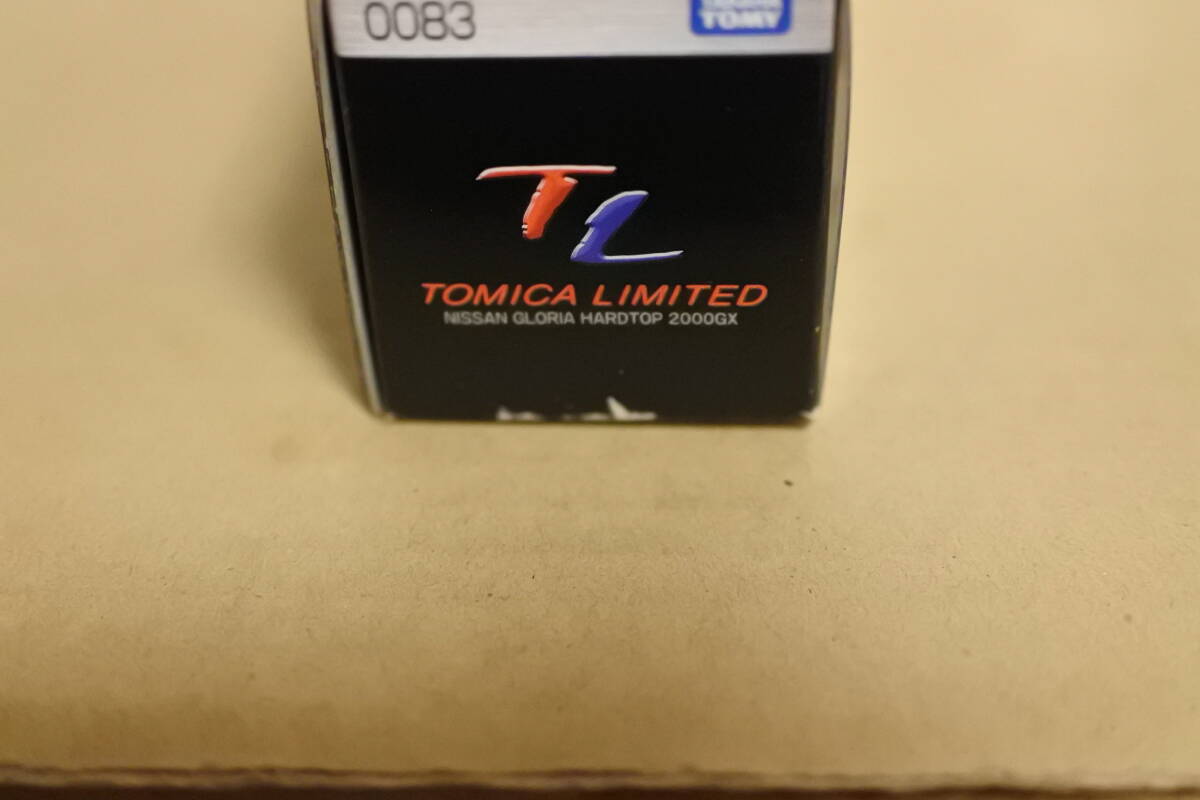 0083
TOMY
TL
TOMICA LIMITED
NISSAN GLORIA HARDTOP 2000GX